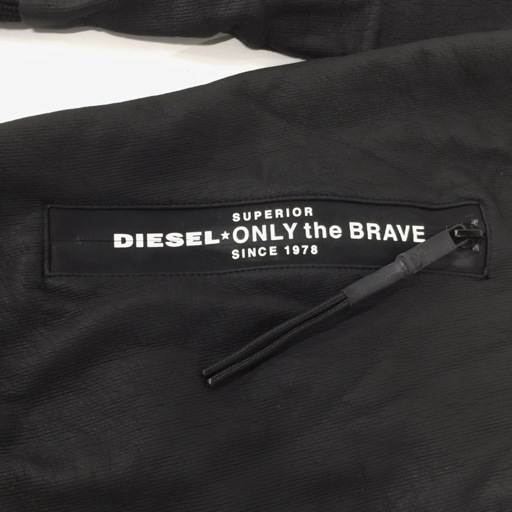 SUPERIOR
DIESEL★ONLY the BRAVE
SINCE 1978